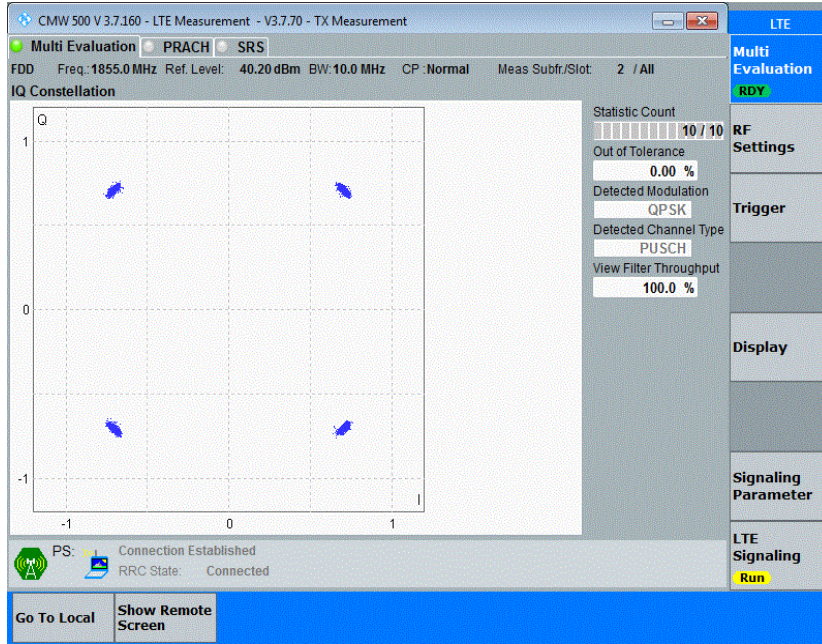 CMW 500 V 3.7.160 - LTE Measurement - V3.7.70 - TX Measurement
LTE
Multi Evaluation PRACH SRS
FDD Freq.: 1855.0 MHz Ref. Level: 40.20 dBm BW: 10.0 MHz CP : Normal Meas Subfr./Slot: 2 / All
IQ Constellation
Q
1
0
-1
I
-1 0 1
Statistic Count
10 / 10
Out of Tolerance
0.00 %
Detected Modulation
QPSK
Detected Channel Type
PUSCH
View Filter Throughput
100.0 %
Multi
Evaluation
RDY
RF
Settings
Trigger
Display
Signaling
Parameter
LTE
Signaling
Run
PS: Connection Established
RRC State: Connected
Go To Local
Show Remote
Screen